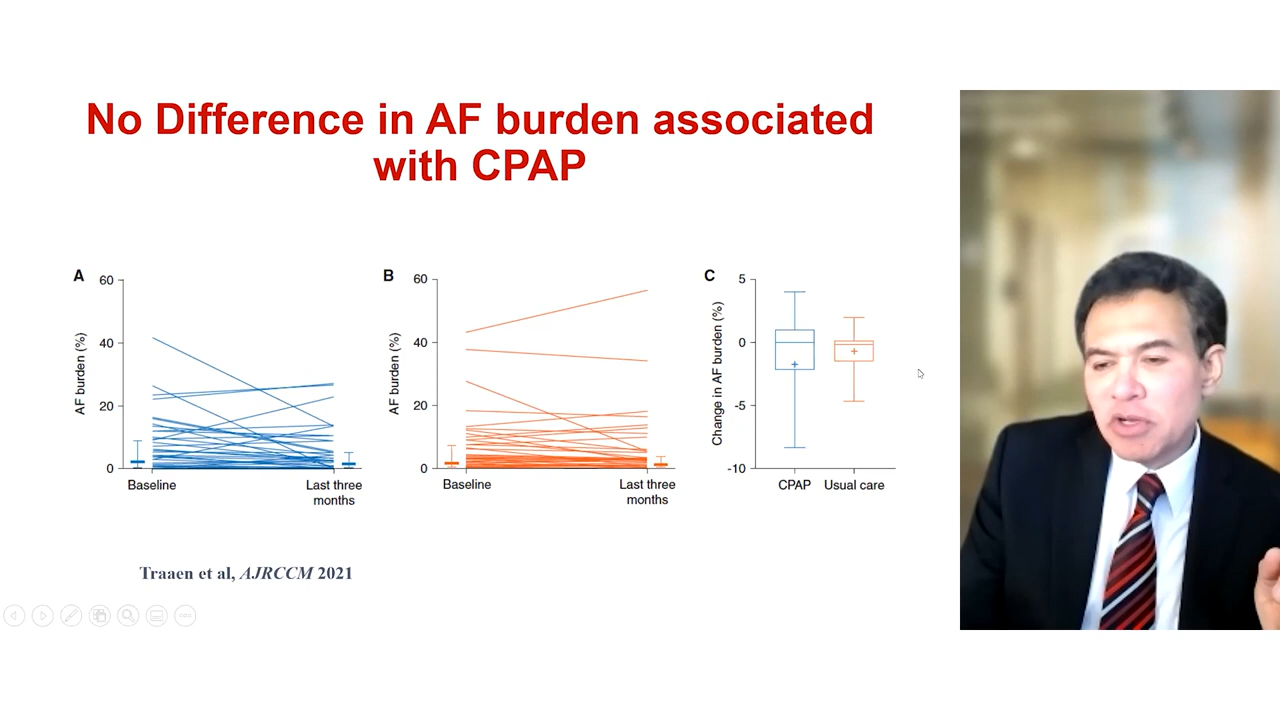 No Difference in AF burden associated
with CPAP
A
60
40
20
0
AF burden (%)
Baseline
Last three
months
B
60
40
20
0
AF burden (%)
Baseline
Last three
months
C
5
0
-5
-10
Change in AF burden (%)
CPAP
Usual care
Traaen et al, AJRCCM 2021